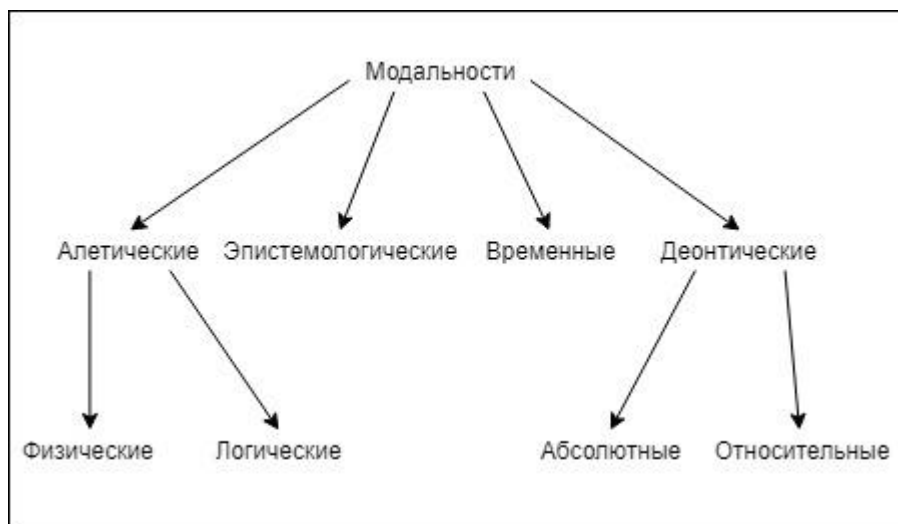 Модальности
Алетические Эпистемологические Временные Деонтические
Физические Логические Абсолютные Относительные